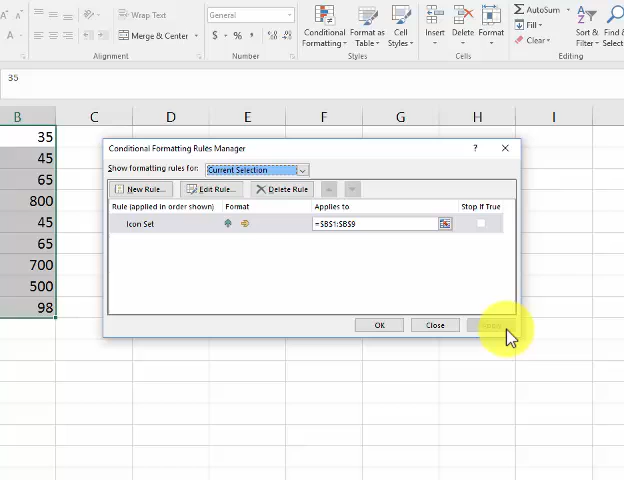 Wrap Text
General
AutoSum
Fill
Clear
Merge & Center
$ % ,
Conditional Formatting
Format as Table
Cell Styles
Insert
Delete
Format
Sort & Filter
Find & Select
Alignment
Number
Styles
Cells
Editing
35
B C D E F G H I
35
45
65
800
45
65
700
500
98
Conditional Formatting Rules Manager
? ×
Show formatting rules for: Current Selection
New Rule... Edit Rule... Delete Rule
Rule (applied in order shown) Format Applies to Stop If True
Icon Set =$B$1:$B$9
OK Close